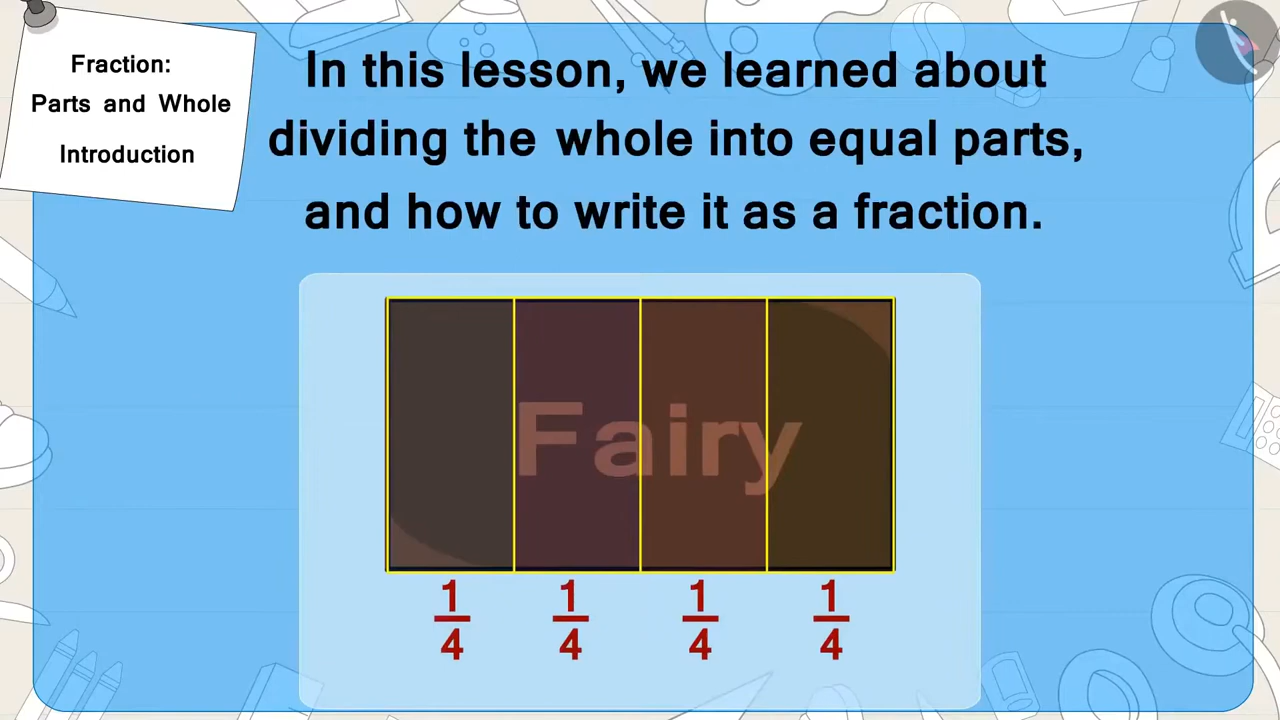 Fraction:
Parts and Whole
Introduction
In this lesson, we learned about
dividing the whole into equal parts,
and how to write it as a fraction.
Fairy
1/4 1/4 1/4 1/4